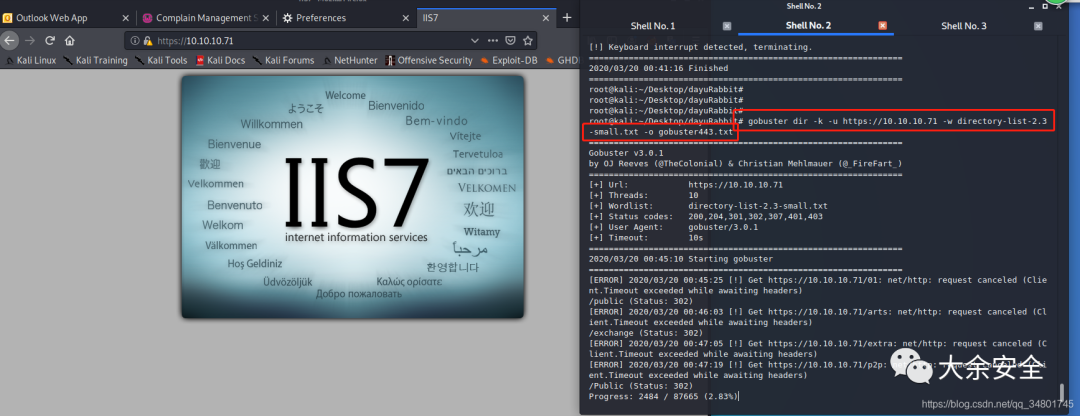 Outlook Web App
Complain Management S
Preferences
IIS7
https://10.10.10.71
Kali Linux
Kali Training
Kali Tools
Kali Docs
Kali Forums
NetHunter
Offensive Security
Exploit-DB
GHD
Welcome
ようこそ
Bienvenido
Willkommen
Bem-vindo
Vítejte
Bienvenue
Tervetuloa
歡迎
ברוכים הבאים
Velkommen
VELKOMEN
Benvenuto
欢迎
IIS7
internet information services
Welkom
Witamy
Välkommen
مرحباً
Hoş Geldiniz
환영합니다
Üdvözöljük
Καλώς ορίσατε
Добро пожаловать
Shell No. 2
Shell No. 1
Shell No. 2
Shell No. 3
[!] Keyboard interrupt detected, terminating.
===============================================================
2020/03/20 00:41:16 Finished
===============================================================
root@kali:~/Desktop/dayuRabbit#
root@kali:~/Desktop/dayuRabbit#
root@kali:~/Desktop/dayuRabbit#
root@kali:~/Desktop/dayuRabbit# gobuster dir -k -u https://10.10.10.71 -w directory-list-2.3
-small.txt -o gobuster443.txt
===============================================================
Gobuster v3.0.1
by OJ Reeves (@TheColonial) & Christian Mehlmauer (@_FireFart_)
===============================================================
[+] Url: https://10.10.10.71
[+] Threads: 10
[+] Wordlist: directory-list-2.3-small.txt
[+] Status codes: 200,204,301,302,307,401,403
[+] User Agent: gobuster/3.0.1
[+] Timeout: 10s
===============================================================
2020/03/20 00:45:10 Starting gobuster
===============================================================
[ERROR] 2020/03/20 00:45:25 [!] Get https://10.10.10.71/01: net/http: request canceled (Clie
nt.Timeout exceeded while awaiting headers)
/public (Status: 302)
[ERROR] 2020/03/20 00:46:03 [!] Get https://10.10.10.71/arts: net/http: request canceled (Cl
ient.Timeout exceeded while awaiting headers)
/exchange (Status: 302)
[ERROR] 2020/03/20 00:47:05 [!] Get https://10.10.10.71/extra: net/http: request canceled (C
lient.Timeout exceeded while awaiting headers)
[ERROR] 2020/03/20 00:47:19 [!] Get https://10.10.10.71/p2p:
ent.Timeout exceeded while awaiting headers)
/Public (Status: 302)
Progress: 2484 / 87665 (2.83%)
大余安全
https://blog.csdn.net/qq_34801745